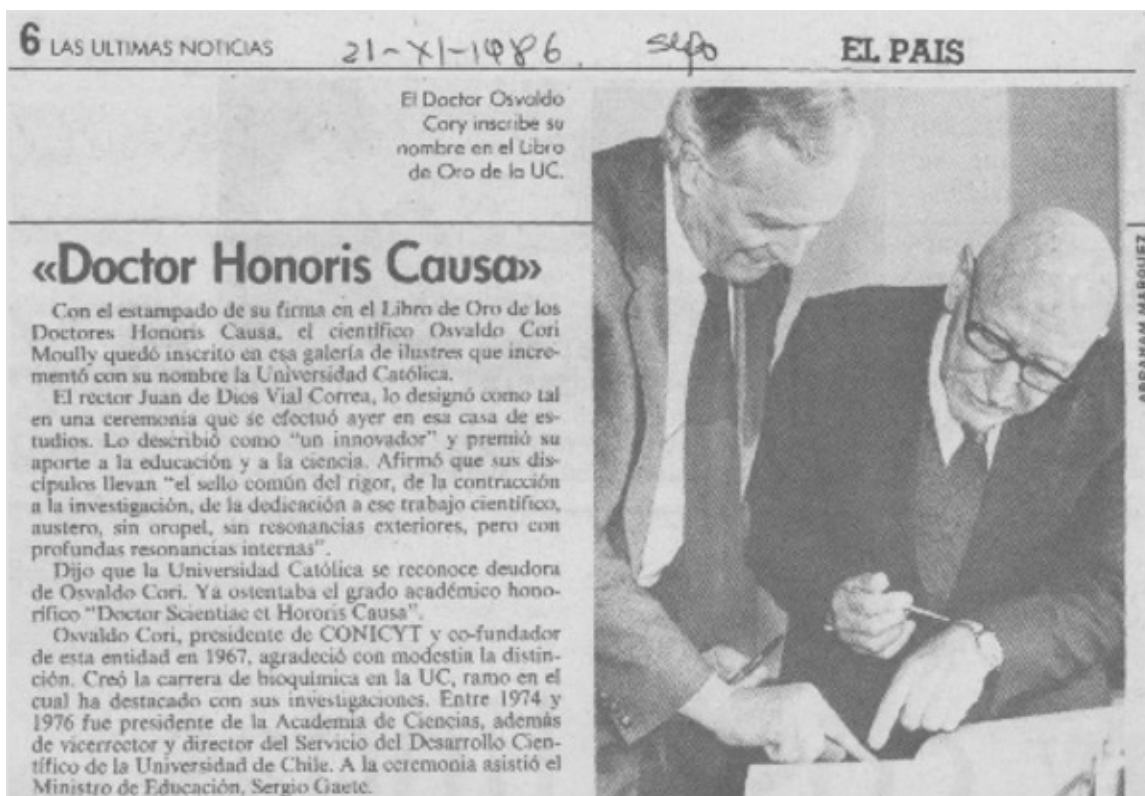 6 LAS ULTIMAS NOTICIAS
21-XI-1986.
EL PAIS
El Doctor Osvaldo
Cory inscribe su
nombre en el Libro
de Oro de la UC.
«Doctor Honoris Causa»
Con el estampado de su firma en el Libro de Oro de los
Doctores Honoris Causa, el científico Osvaldo Cori
Moully quedó inscrito en esa galería de ilustres que incre-
mentó con su nombre la Universidad Católica.
El rector Juan de Dios Vial Correa, lo designó como tal
en una ceremonia que se efectuó ayer en esa casa de es-
tudios. Lo describió como "un innovador" y premió su
aporte a la educación y a la ciencia. Afirmó que sus dis-
cípulos llevan "el sello común del rigor, de la contracción
a la investigación, de la dedicación a ese trabajo científico,
austero, sin oropel, sin resonancias exteriores, pero con
profundas resonancias internas".
Dijo que la Universidad Católica se reconoce deudora
de Osvaldo Cori. Ya ostentaba el grado académico hono-
rífico "Doctor Scientiae et Hororis Causa".
Osvaldo Cori, presidente de CONICYT y co-fundador
de esta entidad en 1967, agradeció con modestia la distin-
ción. Creó la carrera de bioquímica en la UC, ramo en el
cual ha destacado con sus investigaciones. Entre 1974 y
1976 fue presidente de la Academia de Ciencias, además
de vicerrector y director del Servicio del Desarrollo Cien-
tífico de la Universidad de Chile. A la ceremonia asistió el
Ministro de Educación, Sergio Gaete.
ABRAHAM MARQUEZ